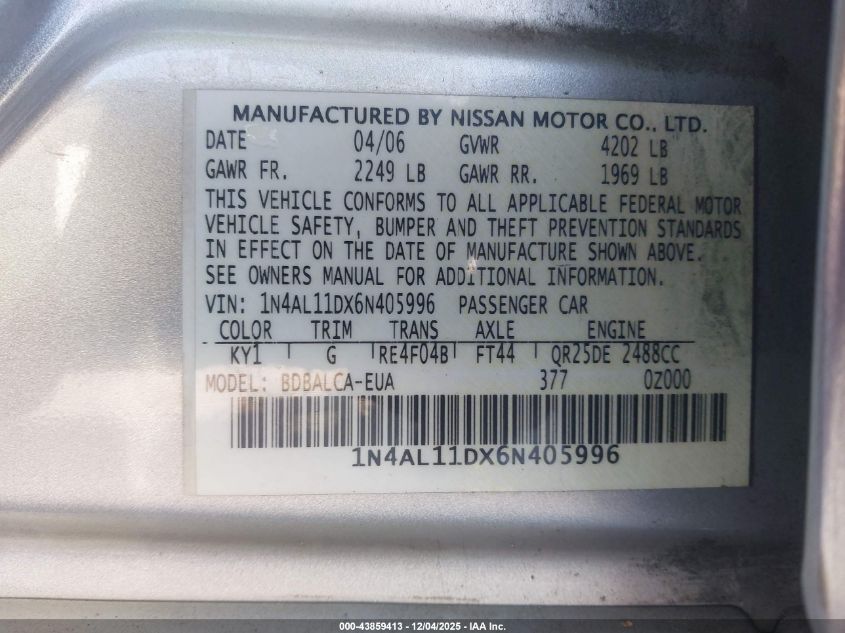 MANUFACTURED BY NISSAN MOTOR CO., LTD.
DATE 04/06 GVWR 4202 LB
GAWR FR. 2249 LB GAWR RR. 1969 LB
THIS VEHICLE CONFORMS TO ALL APPLICABLE FEDERAL MOTOR
VEHICLE SAFETY, BUMPER AND THEFT PREVENTION STANDARDS
IN EFFECT ON THE DATE OF MANUFACTURE SHOWN ABOVE.
SEE OWNERS MANUAL FOR ADDITIONAL INFORMATION.
VIN: 1N4AL11DX6N405996 PASSENGER CAR
COLOR TRIM TRANS AXLE ENGINE
KY1 G RE4F04B FT44 QR25DE 2488CC
MODEL: BDBALCA-EUA 377 0Z000
1N4AL11DX6N405996
000-43859413 - 12/04/2025 - IAA Inc.